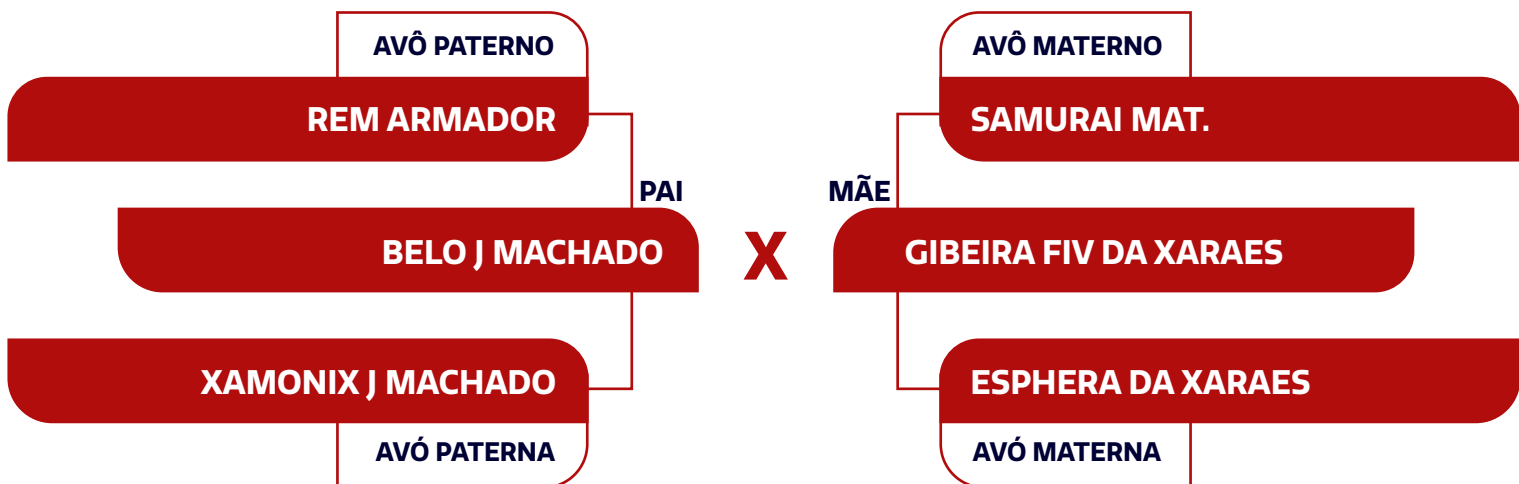 AVÔ PATERNO
REM ARMADOR
PAI
BELO J MACHADO
XAMONIX J MACHADO
AVÓ PATERNA
X
AVÔ MATERNO
SAMURAI MAT.
MÃE
GIBEIRA FIV DA XARAES
ESPHERA DA XARAES
AVÓ MATERNA